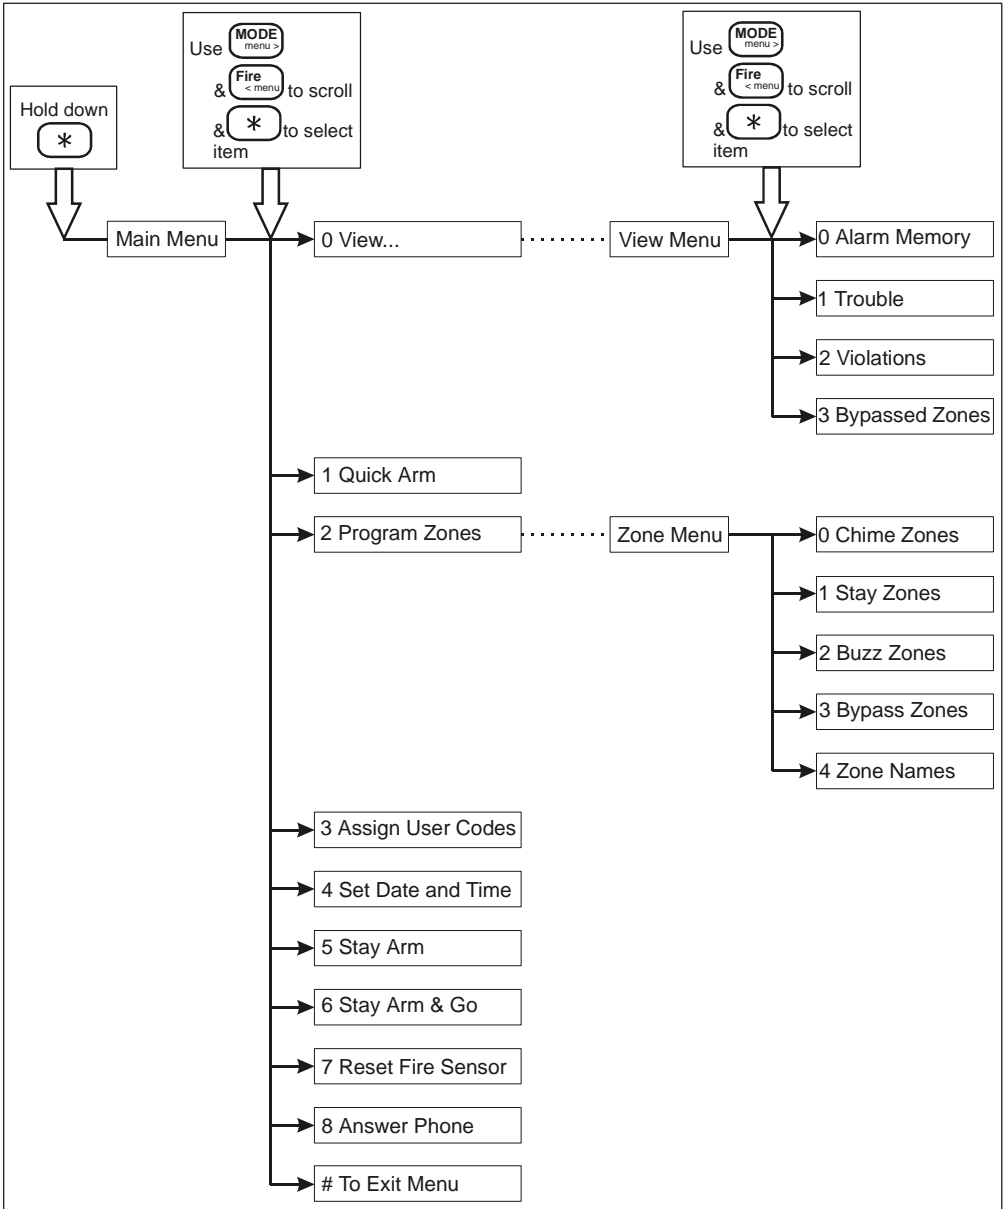 Hold down
*
Use MODE
menu >
& Fire
< menu
to scroll
& * to select
item
Use MODE
menu >
& Fire
< menu
to scroll
& * to select
item
Main Menu
0 View...
View Menu
0 Alarm Memory
1 Trouble
2 Violations
3 Bypassed Zones
1 Quick Arm
2 Program Zones
Zone Menu
0 Chime Zones
1 Stay Zones
2 Buzz Zones
3 Bypass Zones
4 Zone Names
3 Assign User Codes
4 Set Date and Time
5 Stay Arm
6 Stay Arm & Go
7 Reset Fire Sensor
8 Answer Phone
# To Exit Menu